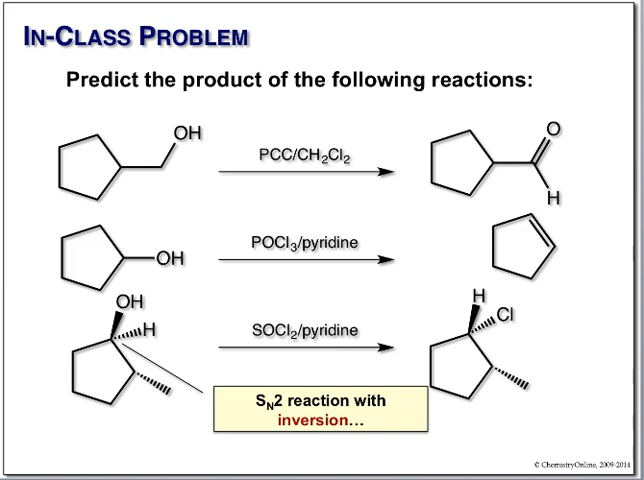 IN-CLASS PROBLEM
Predict the product of the following reactions:
OH
PCC/CH₂Cl₂
O
H
OH
POCl₃/pyridine
OH
H
SOCl₂/pyridine
H
Cl
Sₙ2 reaction with
inversion…
© ChemistryOnline, 2009-2014